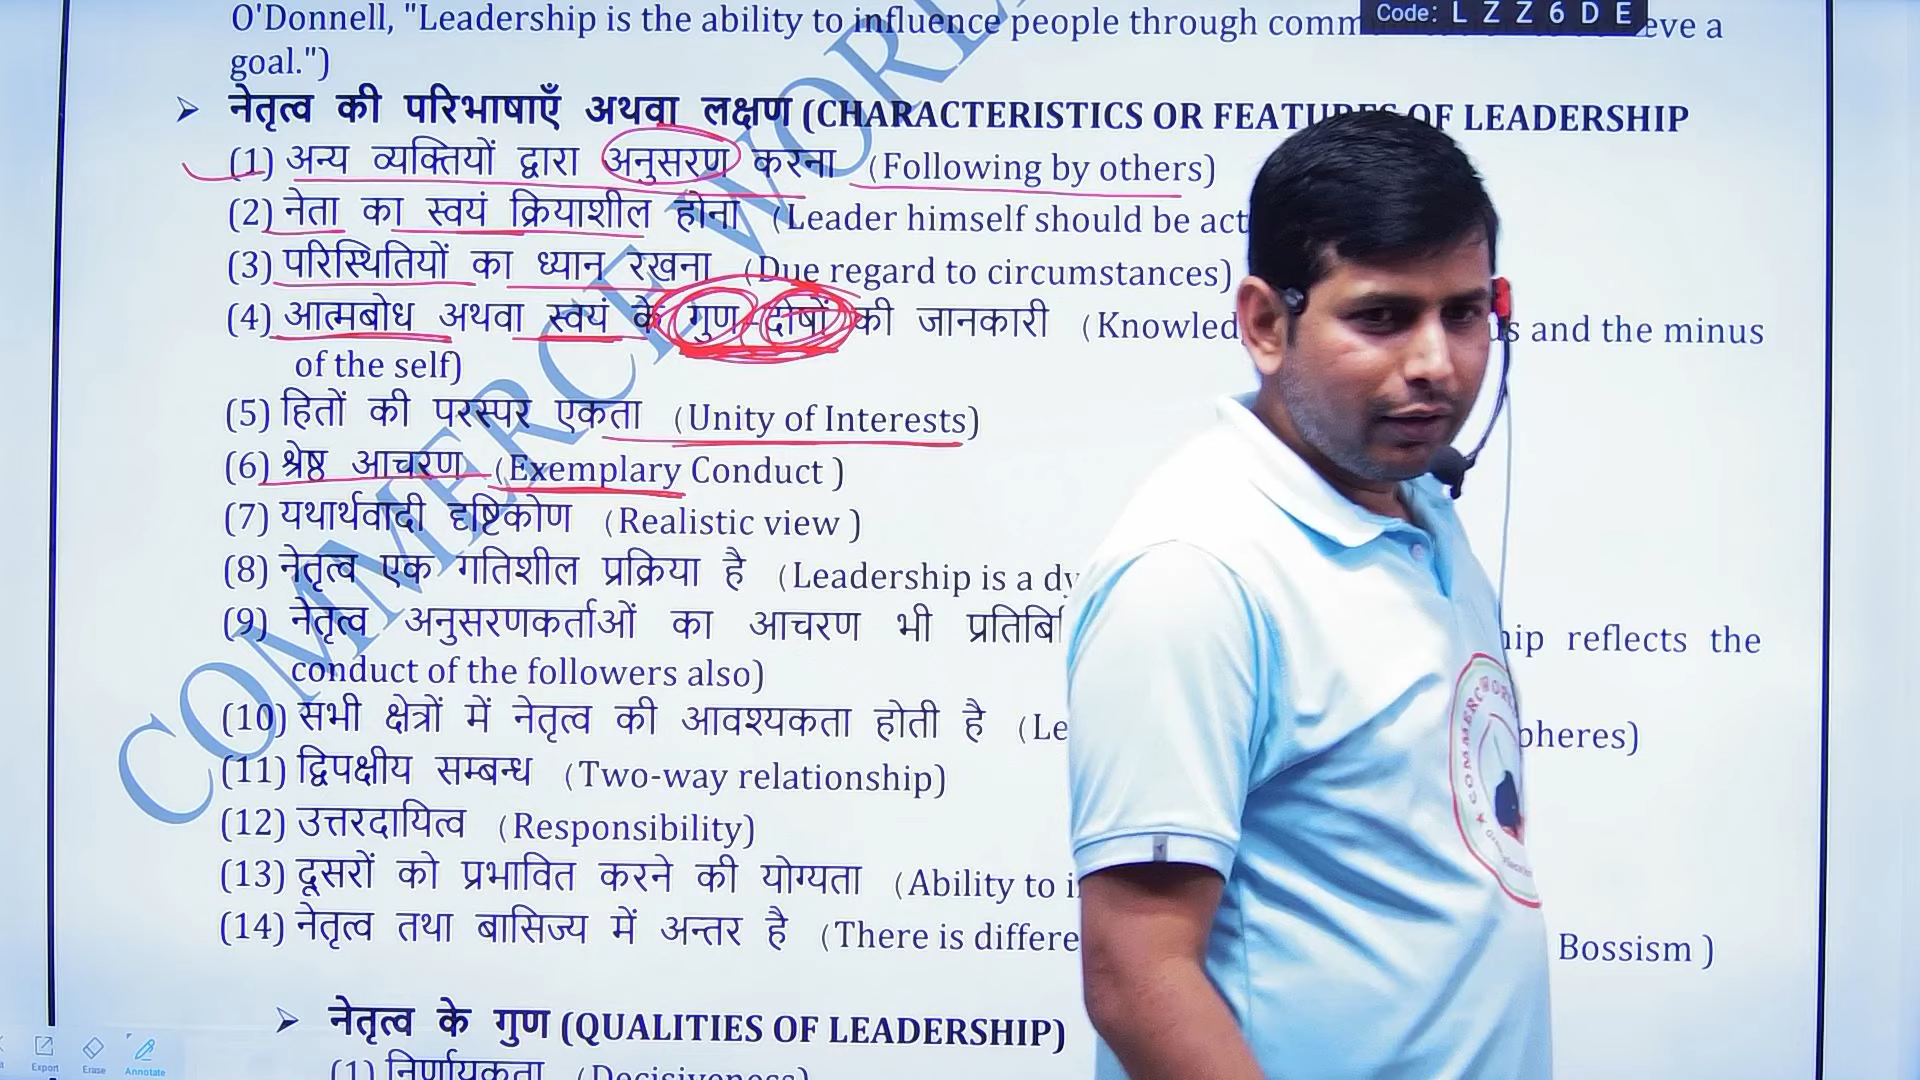 O'Donnell, "Leadership is the ability to influence people through comm eve a
Code: L Z Z 6 D E
goal.")
➢ नेतृत्व की परिभाषाएँ अथवा लक्षण (CHARACTERISTICS OR FEATURES OF LEADERSHIP
(1) अन्य व्यक्तियों द्वारा अनुसरण करना (Following by others)
(2) नेता का स्वयं क्रियाशील होना (Leader himself should be act
(3) परिस्थितियों का ध्यान रखना (Due regard to circumstances)
(4) आत्मबोध अथवा स्वयं के गुण-दोषों की जानकारी (Knowled s and the minus
of the self)
(5) हितों की परस्पर एकता (Unity of Interests)
(6) श्रेष्ठ आचरण (Exemplary Conduct )
(7) यथार्थवादी दृष्टिकोण (Realistic view )
(8) नेतृत्व एक गतिशील प्रक्रिया है (Leadership is a dy
(9) नेतृत्व अनुसरणकर्ताओं का आचरण भी प्रतिबि hip reflects the
conduct of the followers also)
(10) सभी क्षेत्रों में नेतृत्व की आवश्यकता होती है (Le pheres)
(11) द्विपक्षीय सम्बन्ध (Two-way relationship)
(12) उत्तरदायित्व (Responsibility)
(13) दूसरों को प्रभावित करने की योग्यता (Ability to i
(14) नेतृत्व तथा बासिज्य में अन्तर है (There is differe Bossism )
➢ नेतृत्व के गुण (QUALITIES OF LEADERSHIP)
(1) निर्णायकता (Decisiveness)
COMMERCE WORL
COMMERCE WOR
Export Erase Annotate